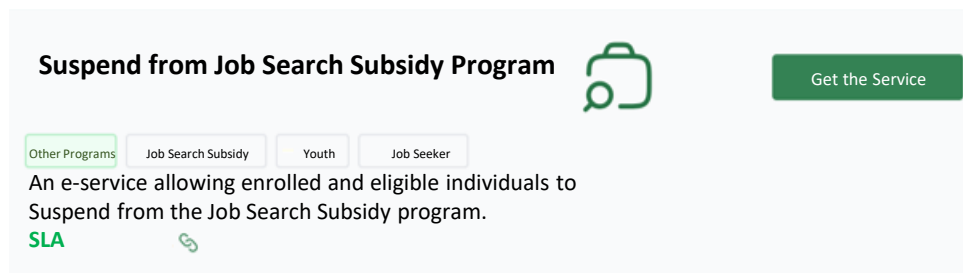 Suspend from Job Search Subsidy Program
Get the Service
Other Programs
Job Search Subsidy
Youth
Job Seeker
An e-service allowing enrolled and eligible individuals to
Suspend from the Job Search Subsidy program.
SLA